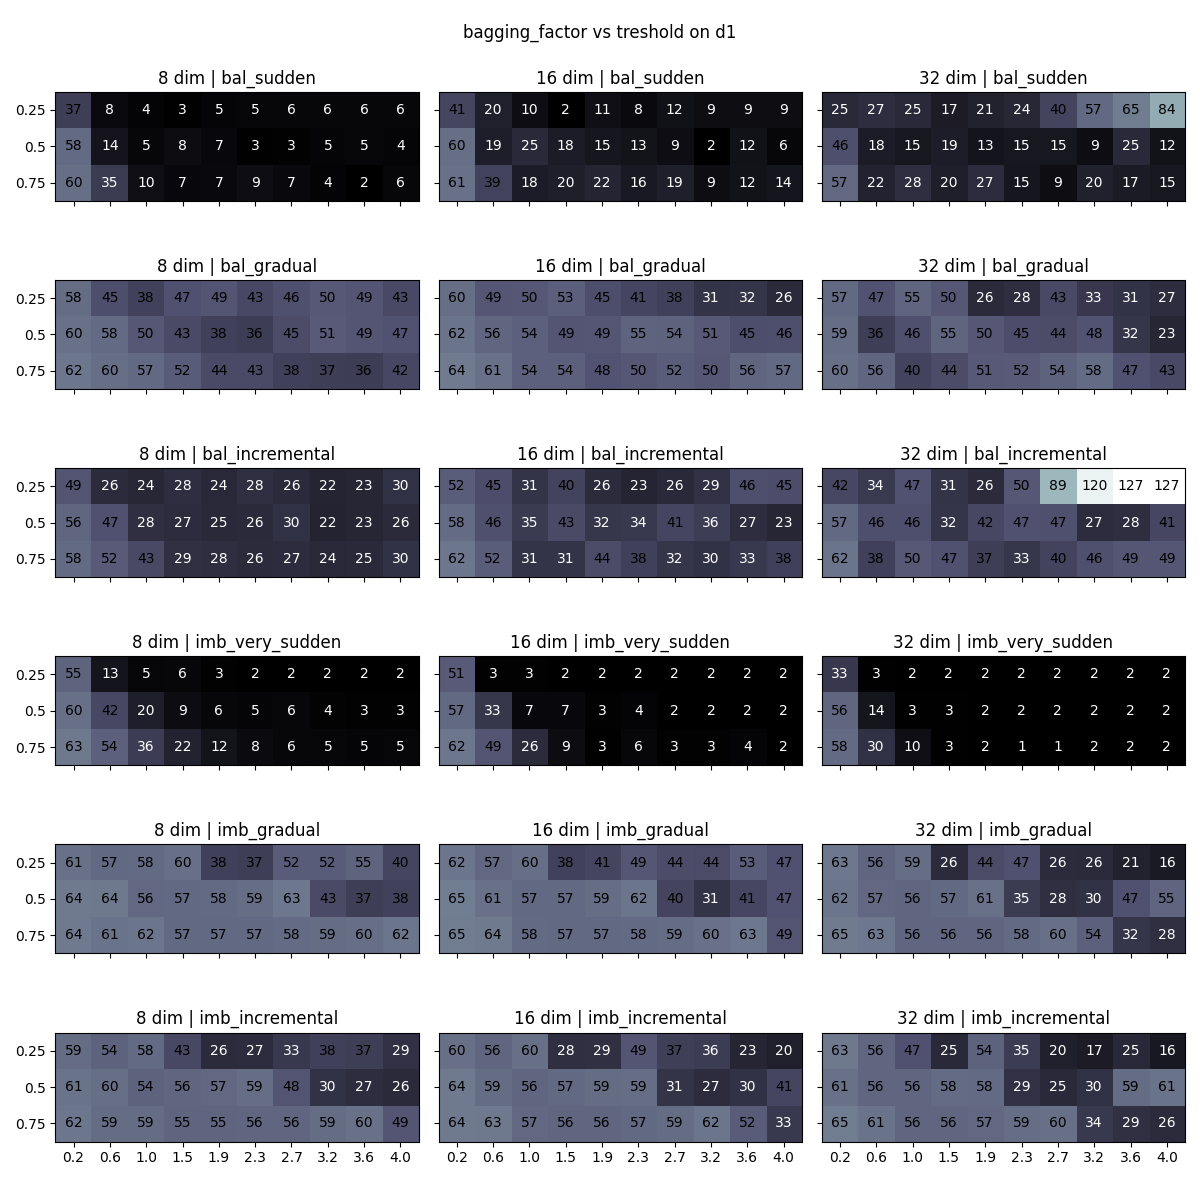 bagging_factor vs treshold on d1
8 dim | bal_sudden 16 dim | bal_sudden 32 dim | bal_sudden
0.25 37 8 4 3 5 5 6 6 6 6 41 20 10 2 11 8 12 9 9 9 25 27 25 17 21 24 40 57 65 84
0.5 58 14 5 8 7 3 3 5 5 4 60 19 25 18 15 13 9 2 12 6 46 18 15 19 13 15 15 9 25 12
0.75 60 35 10 7 7 9 7 4 2 6 61 39 18 20 22 16 19 9 12 14 57 22 28 20 27 15 9 20 17 15
8 dim | bal_gradual 16 dim | bal_gradual 32 dim | bal_gradual
0.25 58 45 38 47 49 43 46 50 49 43 60 49 50 53 45 41 38 31 32 26 57 47 55 50 26 28 43 33 31 27
0.5 60 58 50 43 38 36 45 51 49 47 62 56 54 49 49 55 54 51 45 46 59 36 46 55 50 45 44 48 32 23
0.75 62 60 57 52 44 43 38 37 36 42 64 61 54 54 48 50 52 50 56 57 60 56 40 44 51 52 54 58 47 43
8 dim | bal_incremental 16 dim | bal_incremental 32 dim | bal_incremental
0.25 49 26 24 28 24 28 26 22 23 30 52 45 31 40 26 23 26 29 46 45 42 34 47 31 26 50 89 120 127 127
0.5 56 47 28 27 25 26 30 22 23 26 58 46 35 43 32 34 41 36 27 23 57 46 46 32 42 47 47 27 28 41
0.75 58 52 43 29 28 26 27 24 25 30 62 52 31 31 44 38 32 30 33 38 62 38 50 47 37 33 40 46 49 49
8 dim | imb_very_sudden 16 dim | imb_very_sudden 32 dim | imb_very_sudden
0.25 55 13 5 6 3 2 2 2 2 2 51 3 3 2 2 2 2 2 2 2 33 3 2 2 2 2 2 2 2 2
0.5 60 42 20 9 6 5 6 4 3 3 57 33 7 7 3 4 2 2 2 2 56 14 3 3 2 2 2 2 2 2
0.75 63 54 36 22 12 8 6 5 5 5 62 49 26 9 3 6 3 3 4 2 58 30 10 3 2 1 1 2 2 2
8 dim | imb_gradual 16 dim | imb_gradual 32 dim | imb_gradual
0.25 61 57 58 60 38 37 52 52 55 40 62 57 60 38 41 49 44 44 53 47 63 56 59 26 44 47 26 26 21 16
0.5 64 64 56 57 58 59 63 43 37 38 65 61 57 57 59 62 40 31 41 47 62 57 56 57 61 35 28 30 47 55
0.75 64 61 62 57 57 57 58 59 60 62 65 64 58 57 57 58 59 60 63 49 65 63 56 56 56 58 60 54 32 28
8 dim | imb_incremental 16 dim | imb_incremental 32 dim | imb_incremental
0.25 59 54 58 43 26 27 33 38 37 29 60 56 60 28 29 49 37 36 23 20 63 56 47 25 54 35 20 17 25 16
0.5 61 60 54 56 57 59 48 30 27 26 64 59 56 57 59 59 31 27 30 41 61 56 56 58 58 29 25 30 59 61
0.75 62 59 59 55 55 56 56 59 60 49 64 63 57 56 56 57 59 62 52 33 65 61 56 56 57 59 60 34 29 26
0.2 0.6 1.0 1.5 1.9 2.3 2.7 3.2 3.6 4.0 0.2 0.6 1.0 1.5 1.9 2.3 2.7 3.2 3.6 4.0 0.2 0.6 1.0 1.5 1.9 2.3 2.7 3.2 3.6 4.0